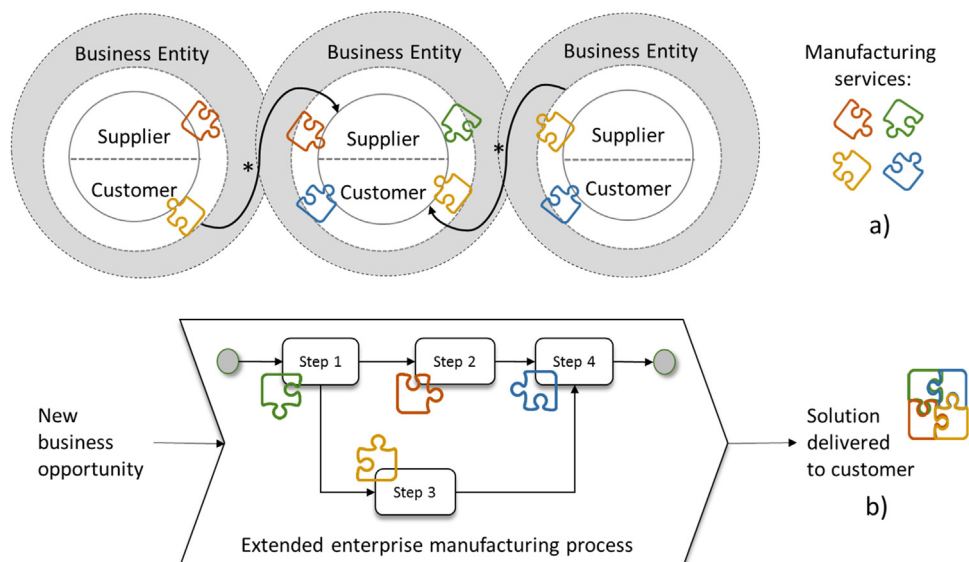 Business Entity
Supplier
Customer
*
Business Entity
Supplier
Customer
*
Business Entity
Supplier
Customer
Manufacturing
services:
a)
New
business
opportunity
Step 1
Step 2
Step 4
Step 3
Extended enterprise manufacturing process
Solution
delivered
to customer
b)